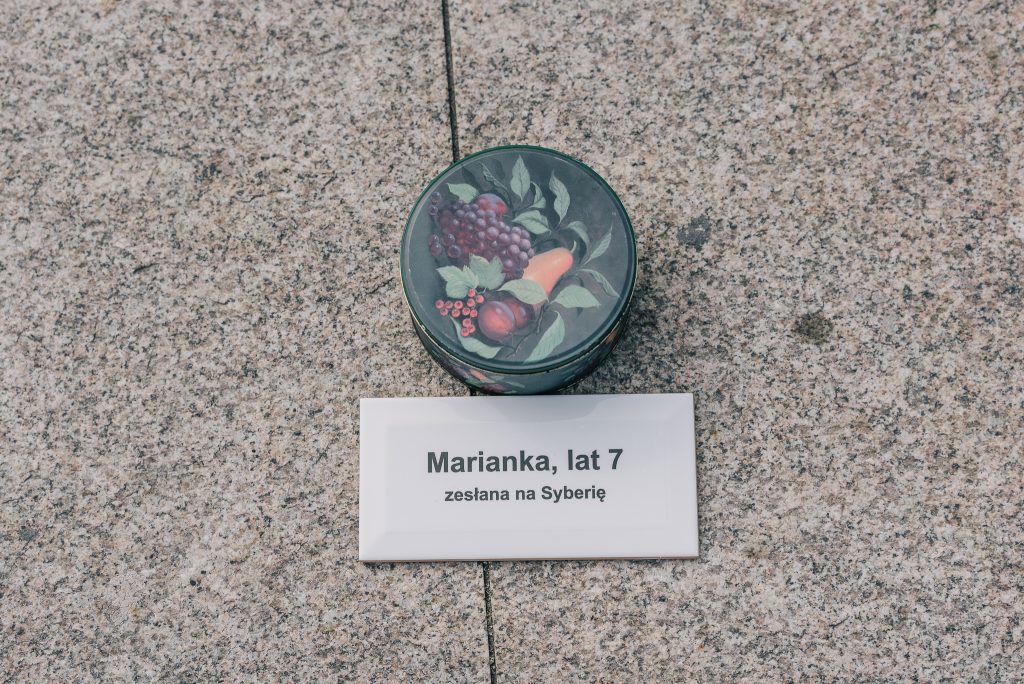 Marianka, lat 7
zesłana na Syberię